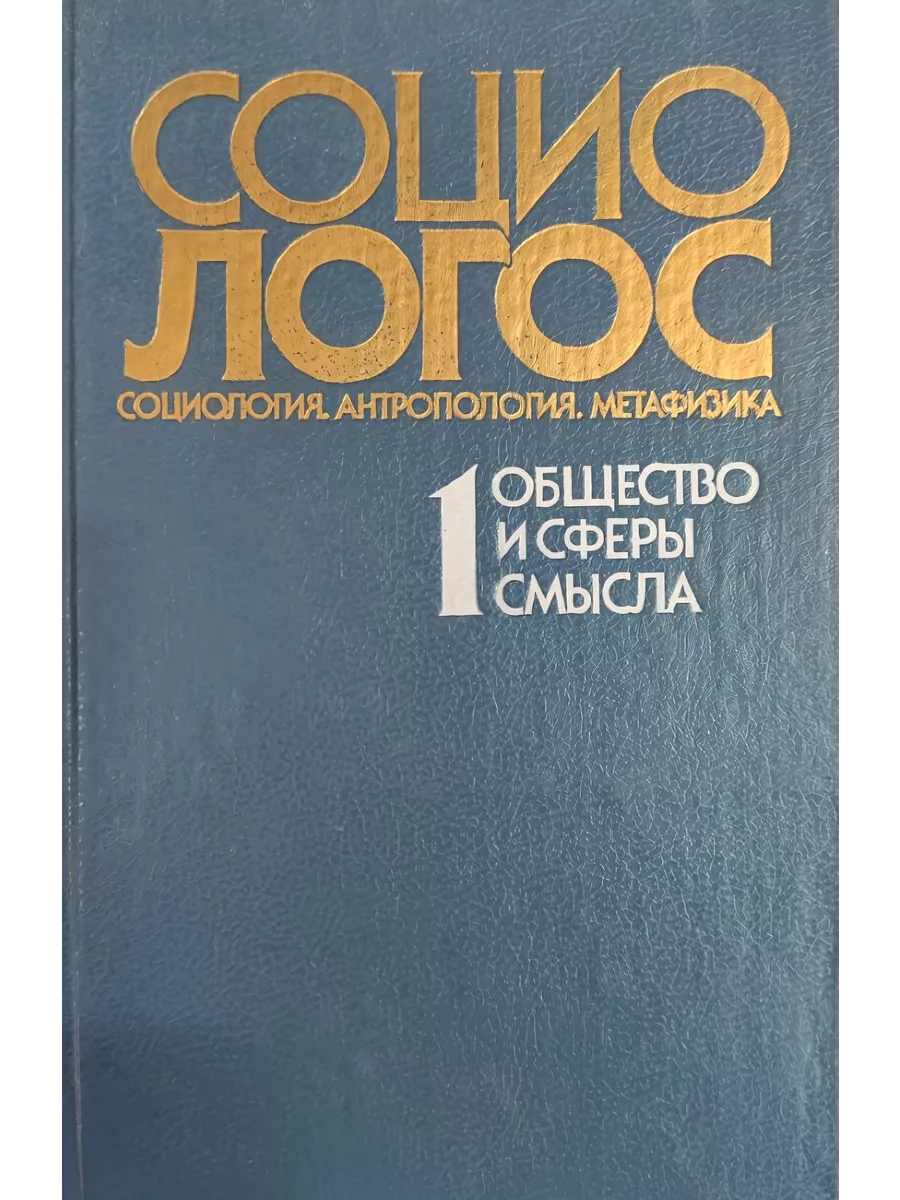 СОЦИО
ЛОГОС
СОЦИОЛОГИЯ. АНТРОПОЛОГИЯ. МЕТАФИЗИКА
1 ОБЩЕСТВО
И СФЕРЫ
СМЫСЛА